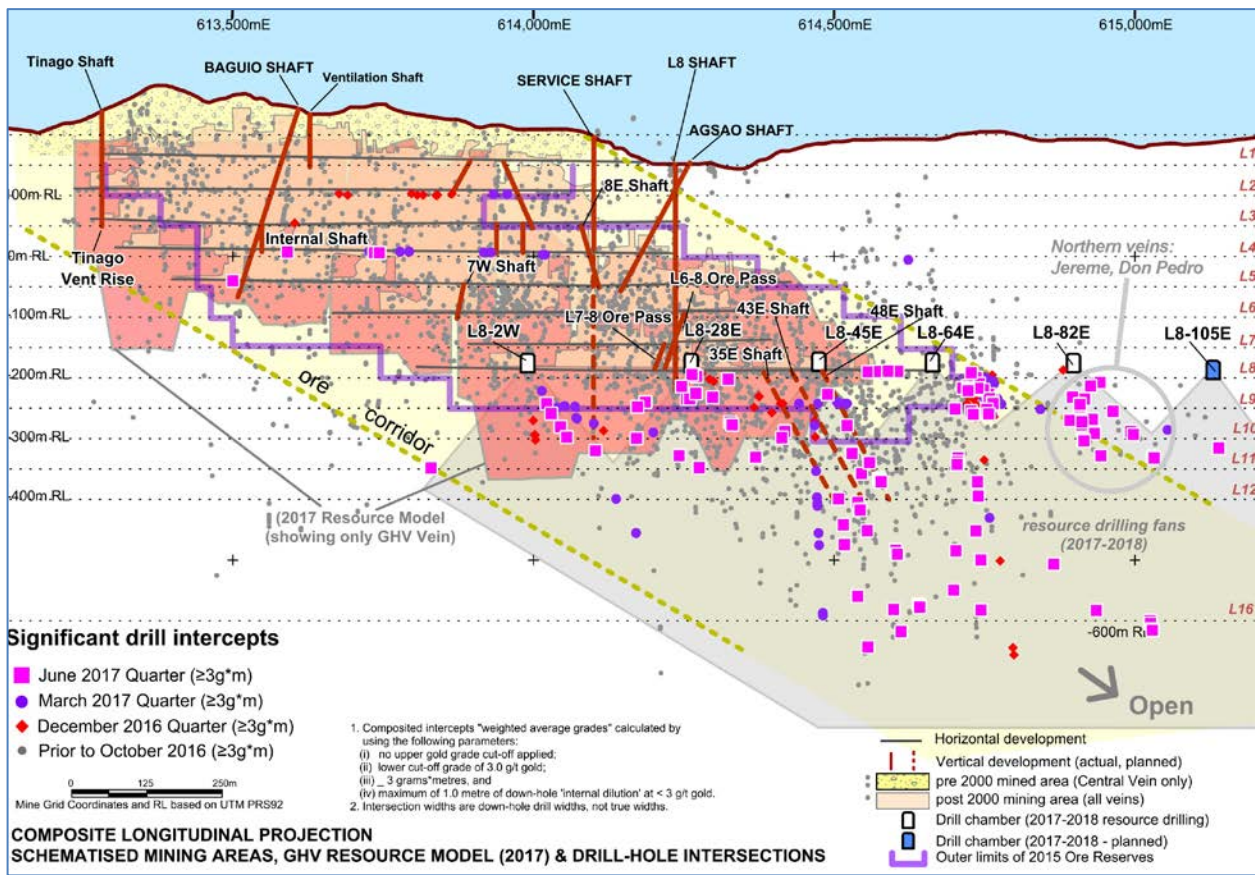 613,500mE
614,000mE
614,500mE
615,000mE
Tinago Shaft
BAGUIO SHAFT
Ventilation Shaft
SERVICE SHAFT
L8 SHAFT
AGSAO SHAFT
L1
L2
L3
L4
L5
L6
L7
L8
L9
L10
L11
L12
L16
00m RL
0m RL
-100m RL
-200m RL
-300m RL
-400m RL
-600m R
8E Shaft
Internal Shaft
Tinago
Vent Rise
7W Shaft
L6-8 Ore Pass
L7-8 Ore Pass
43E Shaft
48E Shaft
35E Shaft
L8-2W
L8-28E
L8-45E
L8-64E
L8-82E
L8-105E
Northern veins:
Jereme, Don Pedro
ore corridor
(2017 Resource Model
(showing only GHV Vein)
resource drilling fans
(2017-2018)
Open
Significant drill intercepts
June 2017 Quarter (≥3g*m)
March 2017 Quarter (≥3g*m)
December 2016 Quarter (≥3g*m)
Prior to October 2016 (≥3g*m)
0 125 250m
Mine Grid Coordinates and RL based on UTM PRS92
1. Composited intercepts "weighted average grades" calculated by
using the following parameters:
(i) no upper gold grade cut-off applied;
(ii) lower cut-off grade of 3.0 g/t gold;
(iii) _ 3 grams*metres, and
(iv) maximum of 1.0 metre of down-hole 'internal dilution' at < 3 g/t gold.
2. Intersection widths are down-hole drill widths, not true widths.
Horizontal development
Vertical development (actual, planned)
pre 2000 mined area (Central Vein only)
post 2000 mining area (all veins)
Drill chamber (2017-2018 resource drilling)
Drill chamber (2017-2018 - planned)
Outer limits of 2015 Ore Reserves
COMPOSITE LONGITUDINAL PROJECTION
SCHEMATISED MINING AREAS, GHV RESOURCE MODEL (2017) & DRILL-HOLE INTERSECTIONS